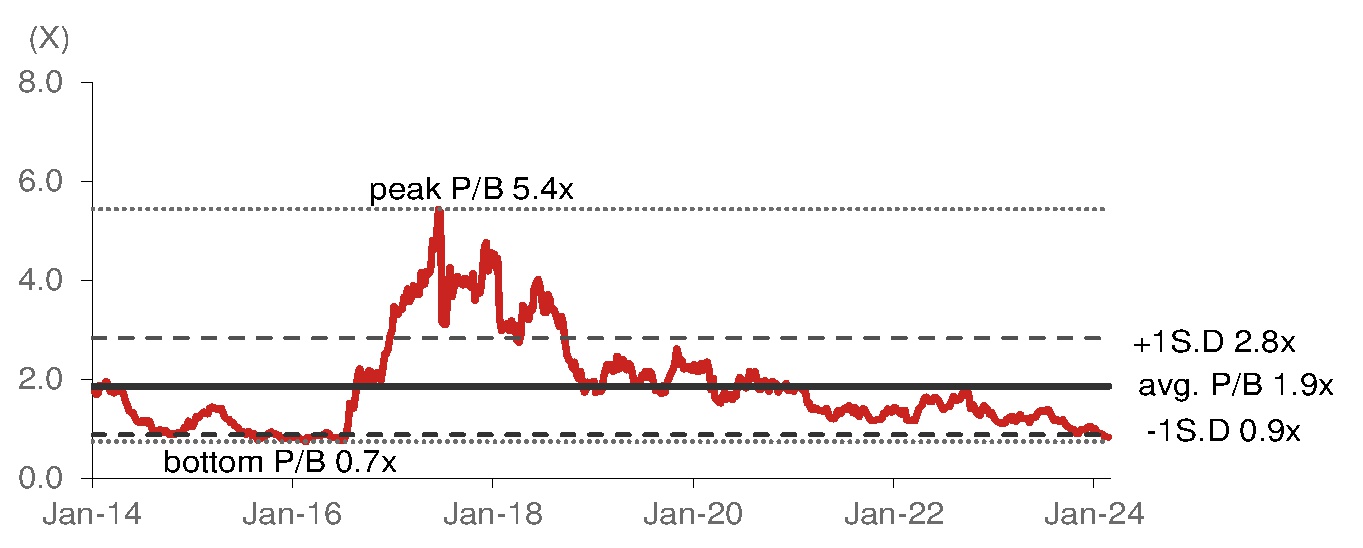 (X)
8.0
6.0
4.0
2.0
0.0
peak P/B 5.4x
+1S.D 2.8x
avg. P/B 1.9x
-1S.D 0.9x
bottom P/B 0.7x
Jan-14 Jan-16 Jan-18 Jan-20 Jan-22 Jan-24